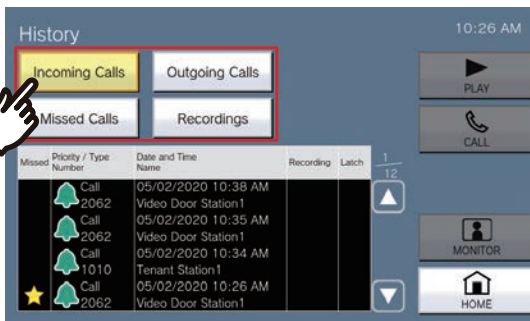 History
10:26 AM
Incoming Calls
Outgoing Calls
Missed Calls
Recordings
PLAY
CALL
Missed Priority / Type Number Date and Time Name Recording Latch 1/12
Call 05/02/2020 10:38 AM
2062 Video Door Station1
Call 05/02/2020 10:35 AM
2062 Video Door Station1
Call 05/02/2020 10:34 AM
1010 Tenant Station1
Call 05/02/2020 10:26 AM
2062 Video Door Station1
MONITOR
HOME